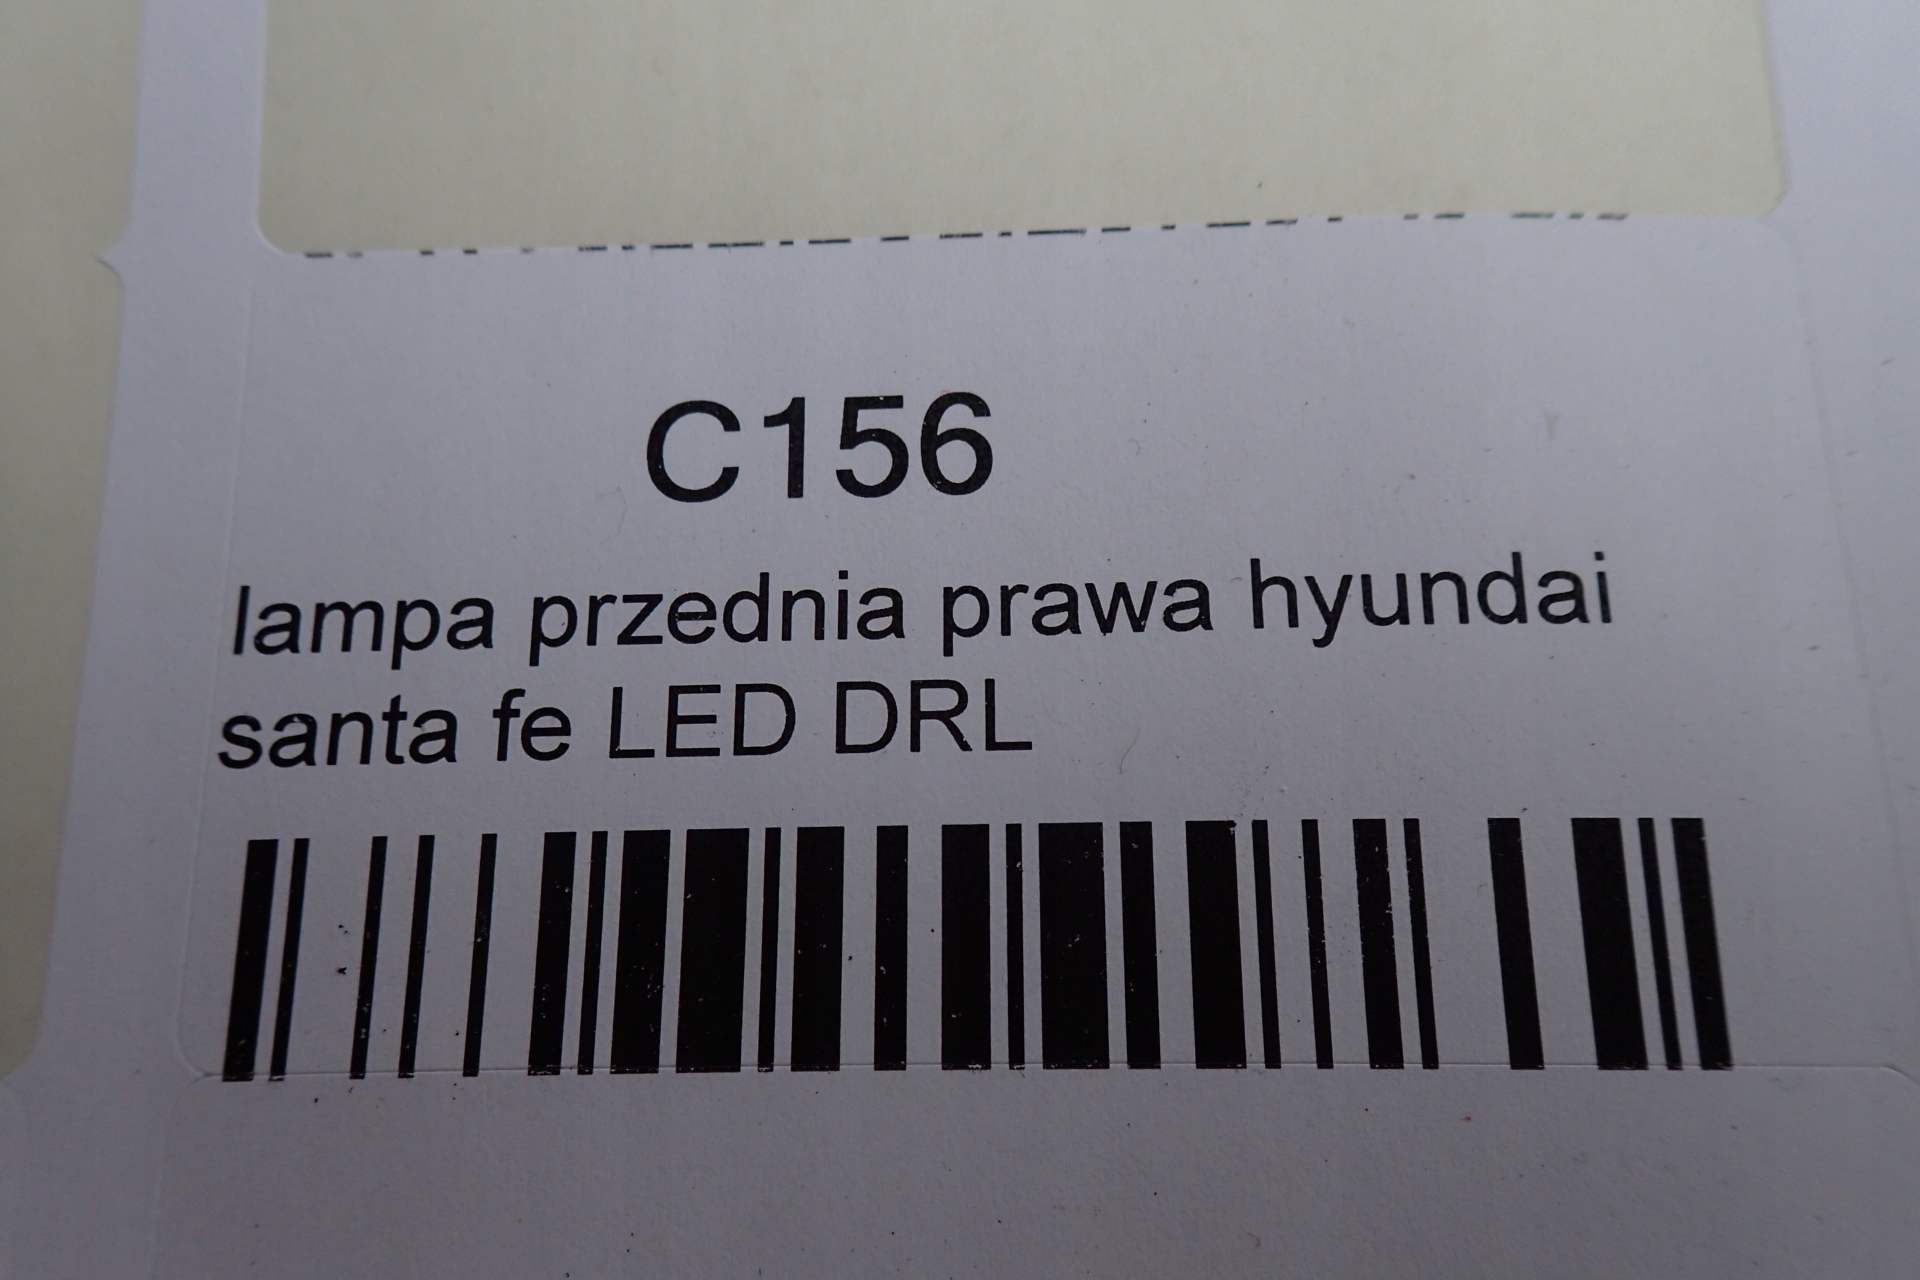 C156
lampa przednia prawa hyundai
santa fe LED DRL